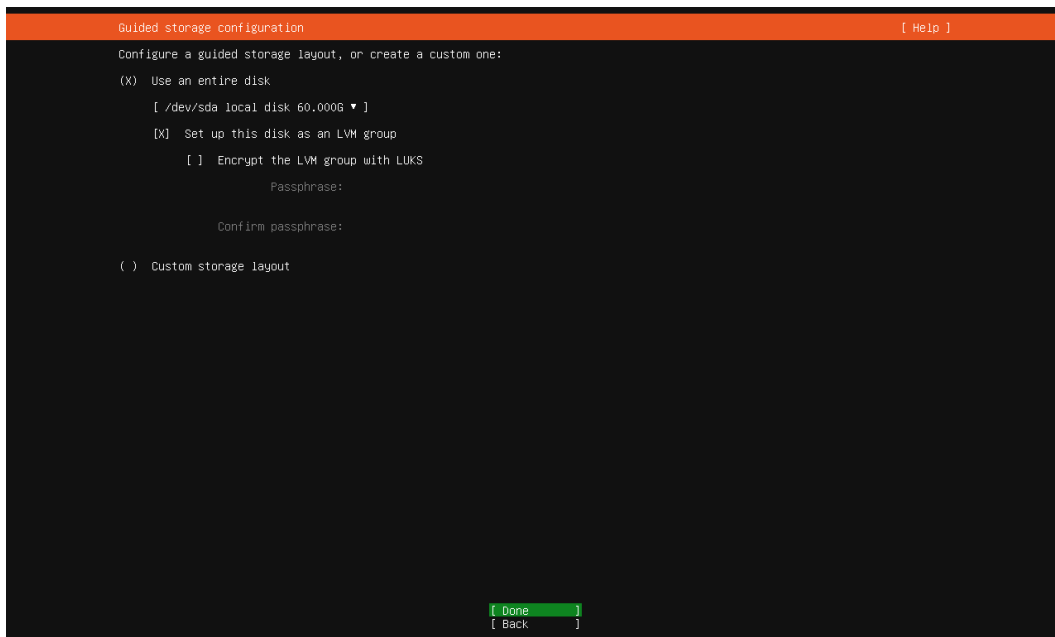 Guided storage configuration [ Help ]
Configure a guided storage layout, or create a custom one:
(X) Use an entire disk
[ /dev/sda local disk 60.000G ▾ ]
[X] Set up this disk as an LVM group
[ ] Encrypt the LVM group with LUKS
Passphrase:
Confirm passphrase:
( ) Custom storage layout
[ Done ]
[ Back ]